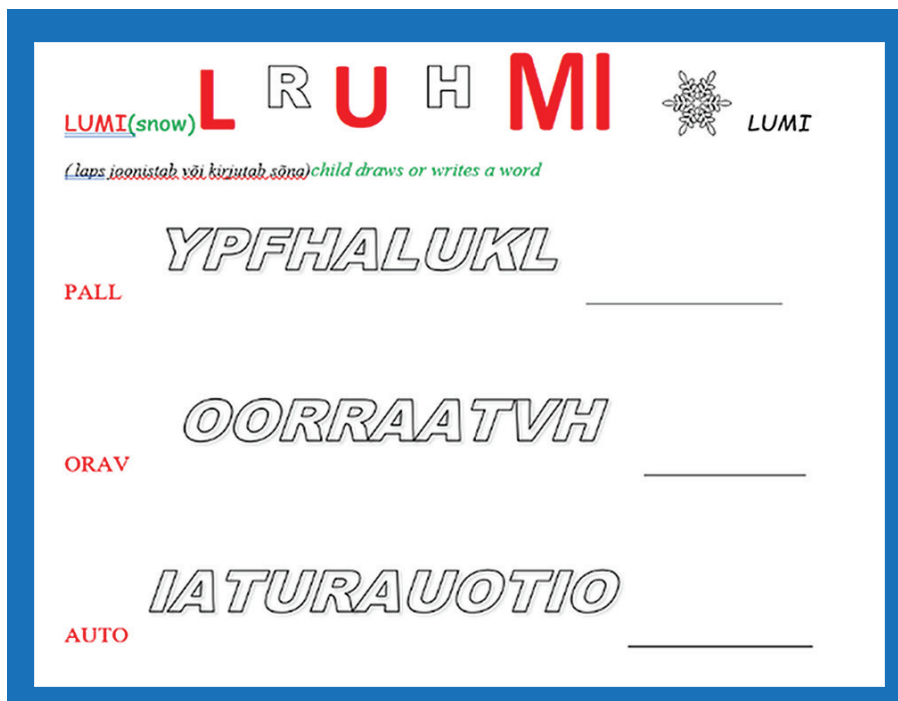 L R U H MI
LUMI(snow) LUMI
( laps joonistab või kirjutab sõna)child draws or writes a word
YPFHALUKL
PALL
OORRAATVH
ORAV
IATURAUOTIO
AUTO